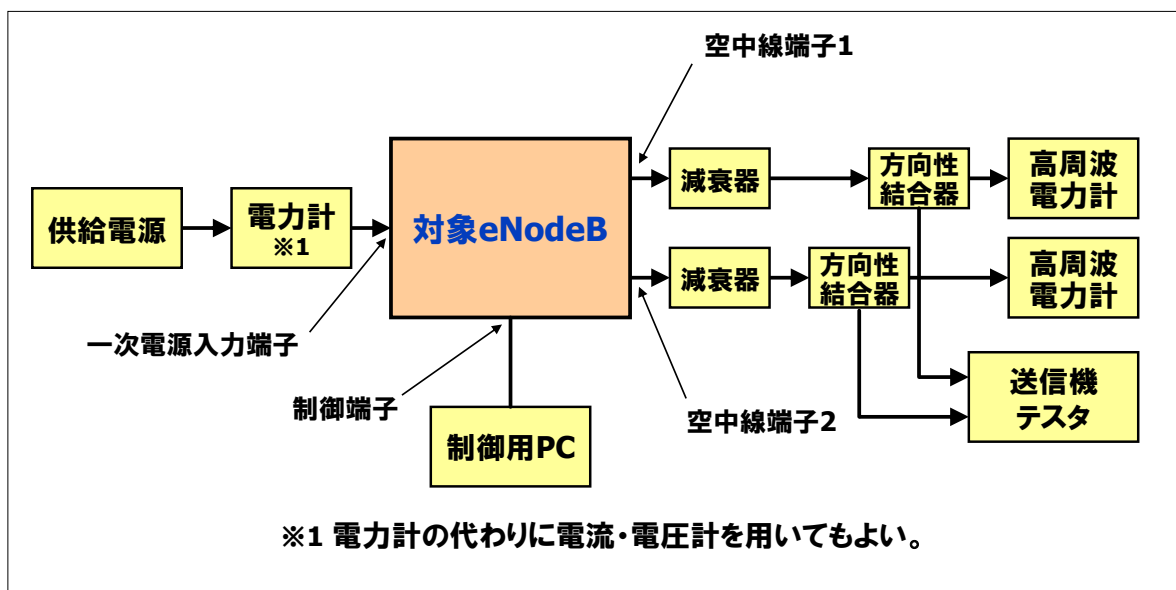 空中線端子1
供給電源
電力計
※1
対象eNodeB
減衰器
方向性
結合器
高周波
電力計
減衰器
方向性
結合器
高周波
電力計
一次電源入力端子
制御端子
空中線端子2
送信機
テスタ
制御用PC
※1 電力計の代わりに電流・電圧計を用いてもよい。